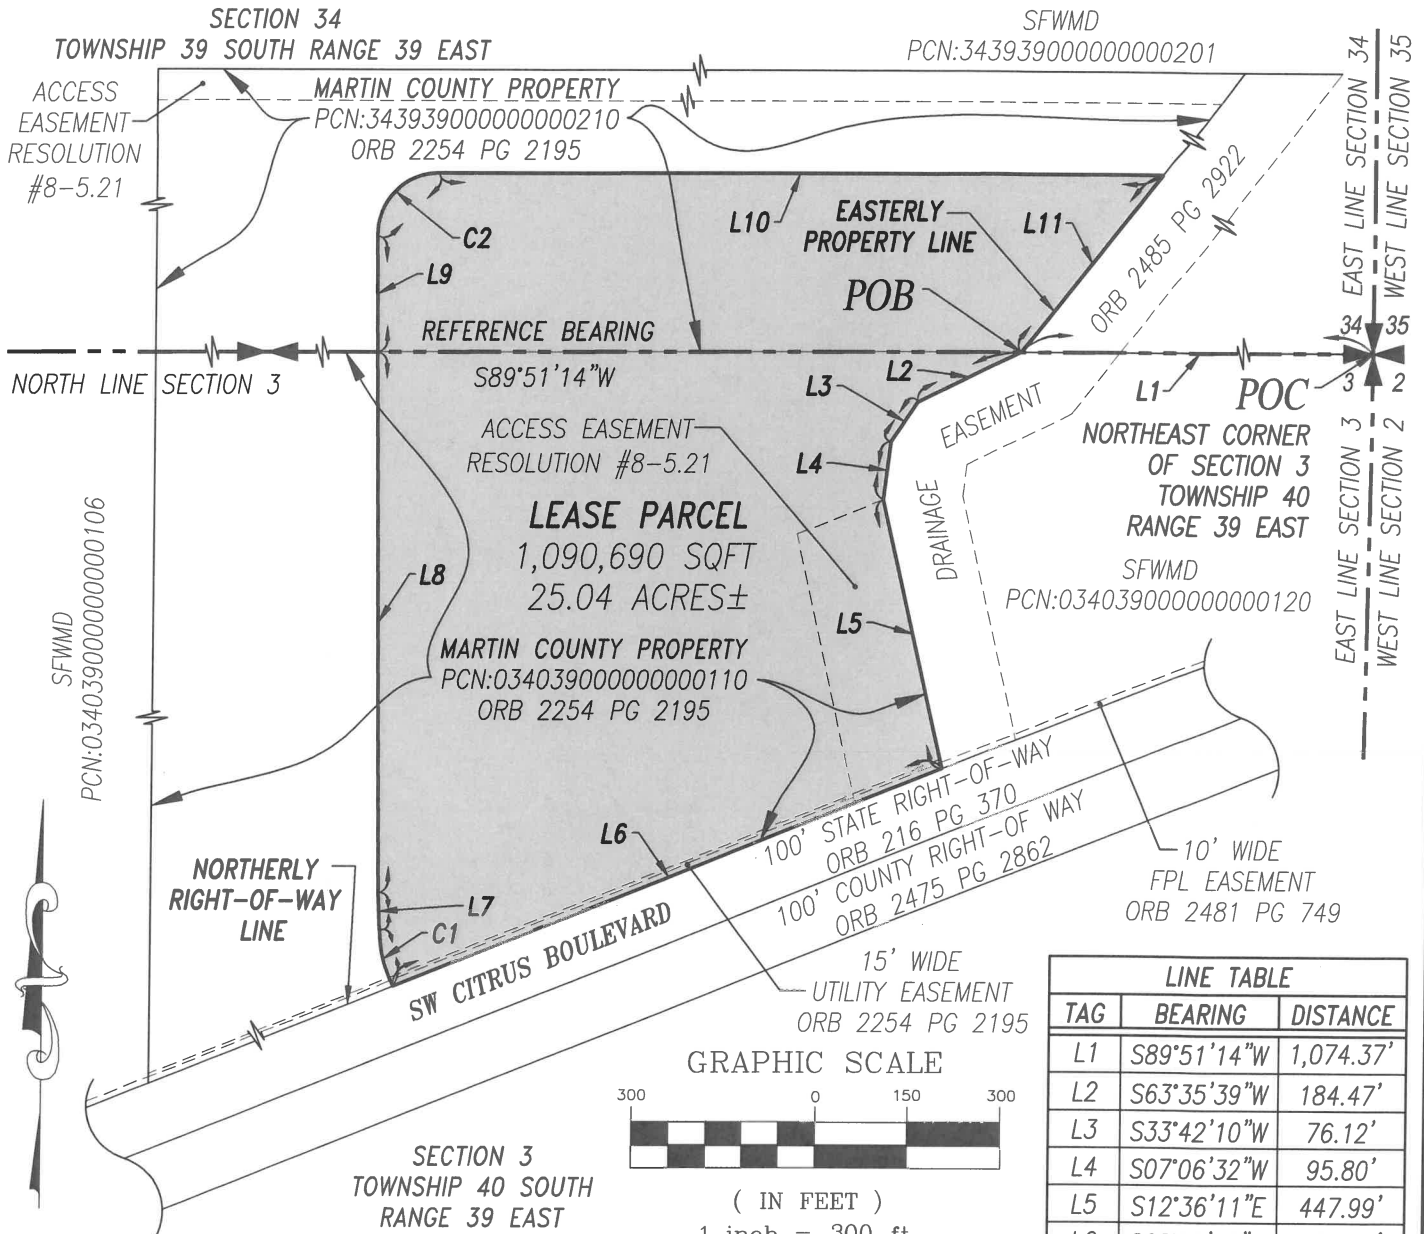 SECTION 34
TOWNSHIP 39 SOUTH RANGE 39 EAST
SFWMD
PCN:343939000000000201
ACCESS
EASEMENT
RESOLUTION
#8-5.21
MARTIN COUNTY PROPERTY
PCN:343939000000000210
ORB 2254 PG 2195
EAST LINE SECTION 34
WEST LINE SECTION 35
C2
L9
L10
EASTERLY
PROPERTY LINE
L11
ORB 2485 PG 2922
POB
REFERENCE BEARING
S89°51'14"W
NORTH LINE SECTION 3
34
35
3
2
L1
POC
NORTHEAST CORNER
OF SECTION 3
TOWNSHIP 40
RANGE 39 EAST
L2
L3
L4
ACCESS EASEMENT
RESOLUTION #8-5.21
DRAINAGE
EASEMENT
LEASE PARCEL
1,090,690 SQFT
25.04 ACRES±
L8
L5
SFWMD
PCN:034039000000000120
EAST LINE SECTION 3
WEST LINE SECTION 2
SFWMD
PCN:034039000000000106
MARTIN COUNTY PROPERTY
PCN:034039000000000110
ORB 2254 PG 2195
L6
L7
C1
NORTHERLY
RIGHT-OF-WAY
LINE
SW CITRUS BOULEVARD
100' STATE RIGHT-OF-WAY
ORB 216 PG 370
100' COUNTY RIGHT-OF WAY
ORB 2475 PG 2862
10' WIDE
FPL EASEMENT
ORB 2481 PG 749
15' WIDE
UTILITY EASEMENT
ORB 2254 PG 2195
GRAPHIC SCALE
300 0 150 300
( IN FEET )
1 inch = 300 ft.
SECTION 3
TOWNSHIP 40 SOUTH
RANGE 39 EAST
LINE TABLE
TAG BEARING DISTANCE
L1 S89°51'14"W 1,074.37'
L2 S63°35'39"W 184.47'
L3 S33°42'10"W 76.12'
L4 S07°06'32"W 95.80'
L5 S12°36'11"E 447.99'